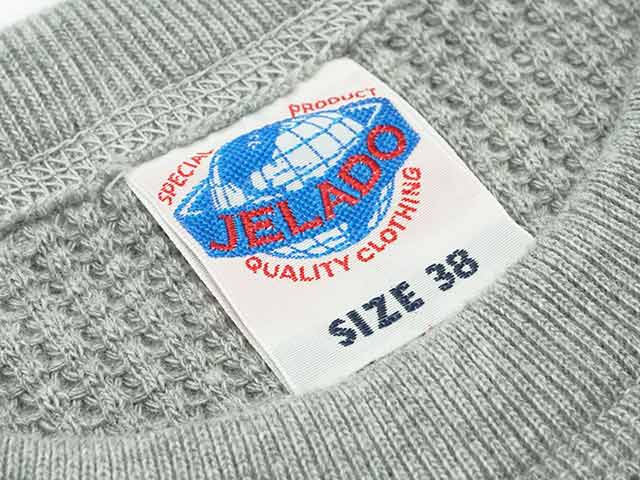 SPECIAL PRODUCT
JELADO
QUALITY CLOTHING
SIZE 38